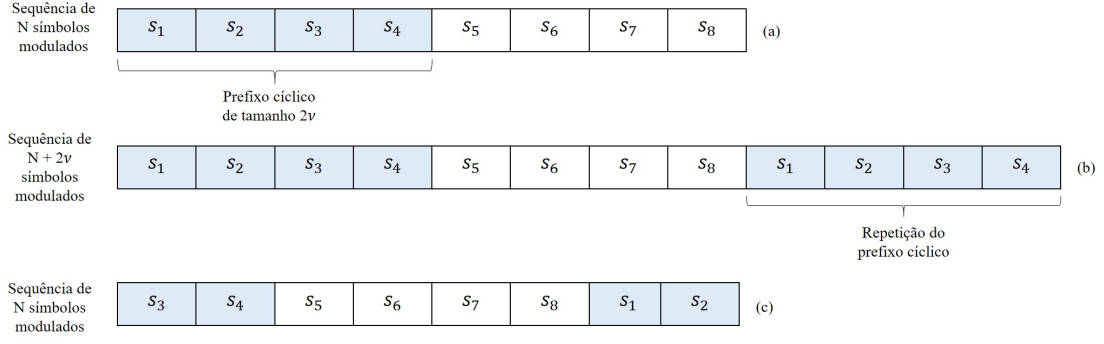 Sequência de
N símbolos
modulados
S1 S2 S3 S4 S5 S6 S7 S8 (a)
Prefixo cíclico
de tamanho 2ν
Sequência de
N + 2ν
símbolos
modulados
S1 S2 S3 S4 S5 S6 S7 S8 S1 S2 S3 S4 (b)
Repetição do
prefixo cíclico
Sequência de
N símbolos
modulados
S3 S4 S5 S6 S7 S8 S1 S2 (c)